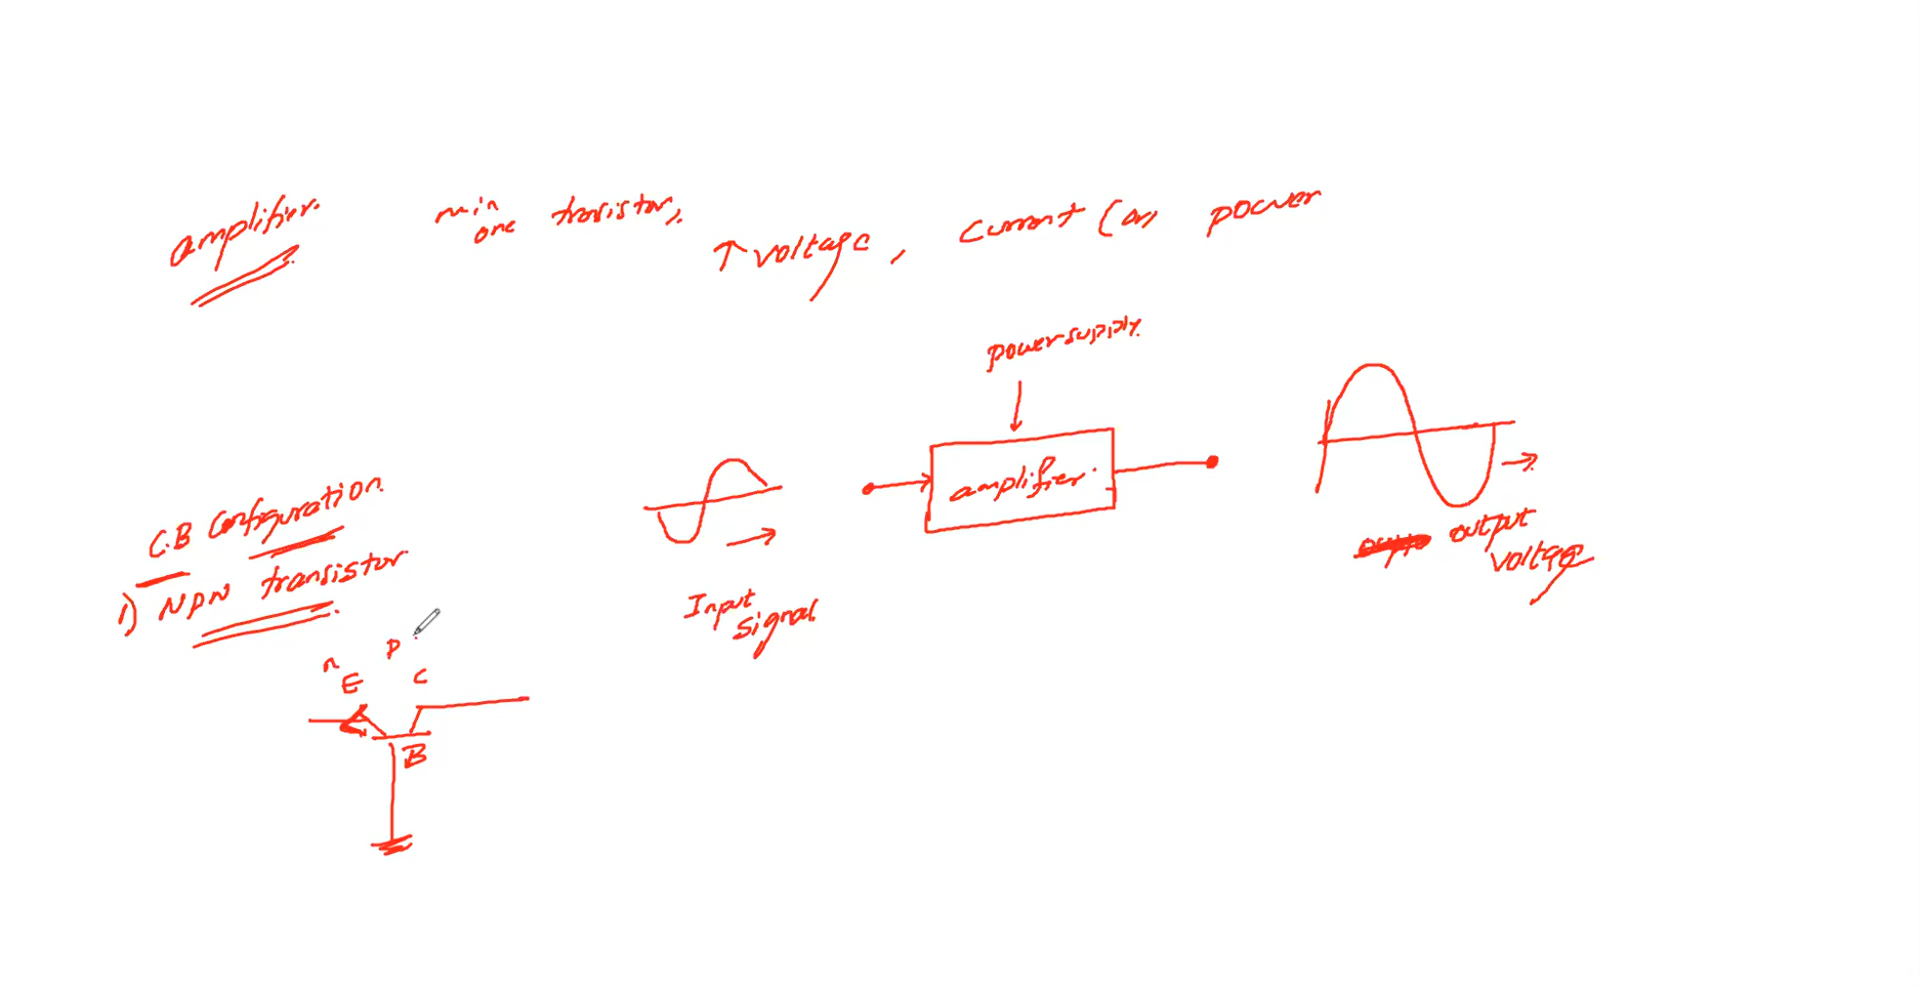 amplifier.
min one transistor,
↑ voltage, current (or) power
power supply.
amplifier.
Input
signal
output
voltage
C.B Configuration.
1) NPN transistor
n
P
E
C
B